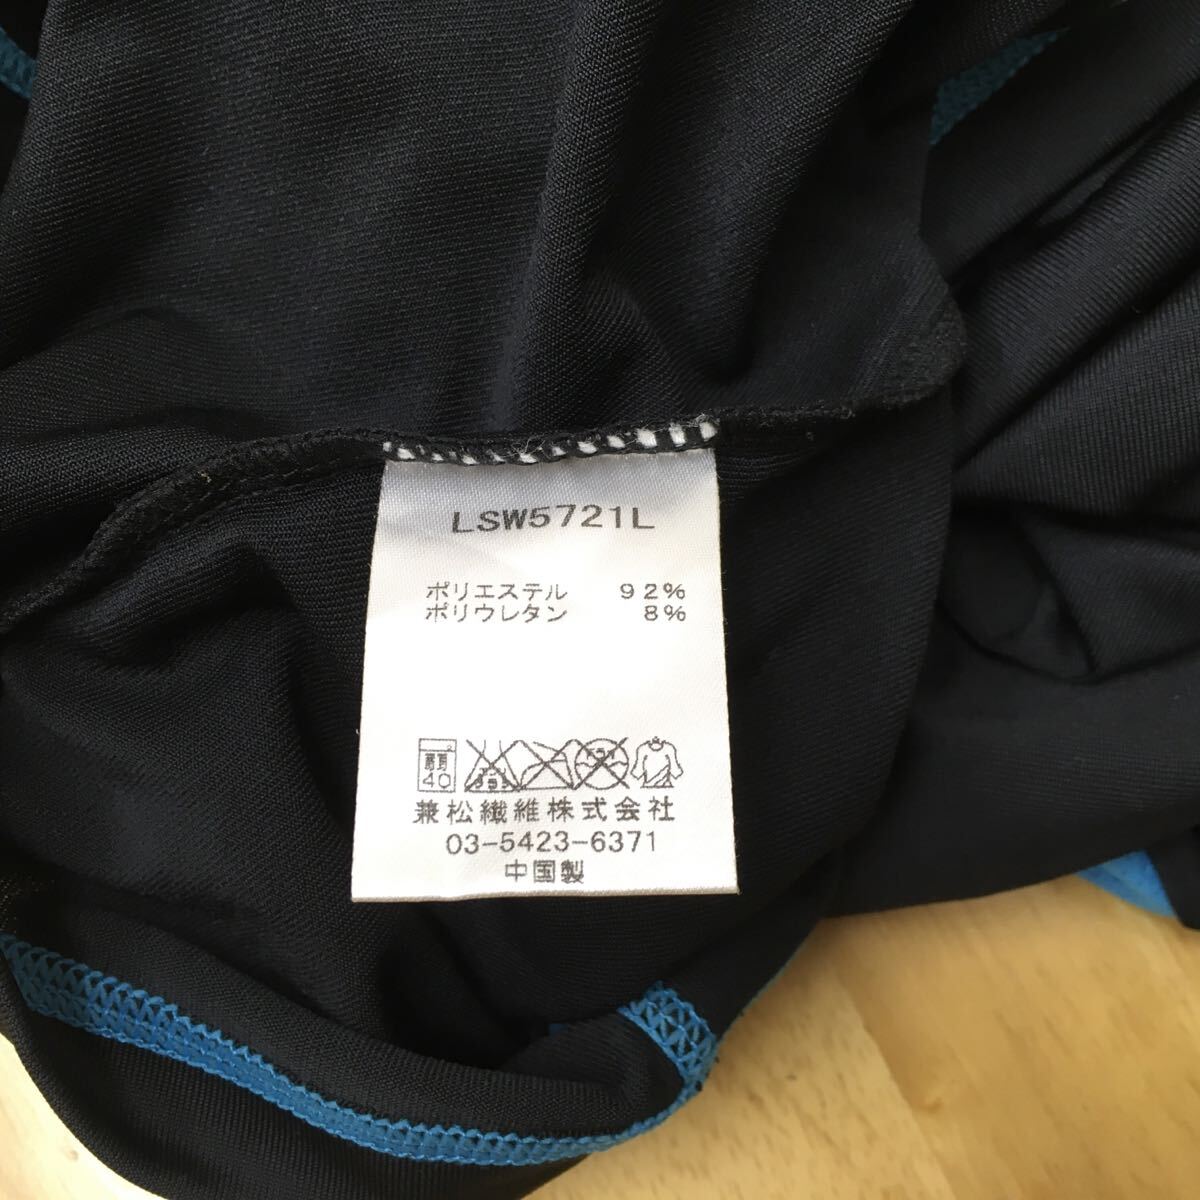 LSW5721L
ポリエステル 92%
ポリウレタン 8%
40
兼松繊維株式会社
03-5423-6371
中国製